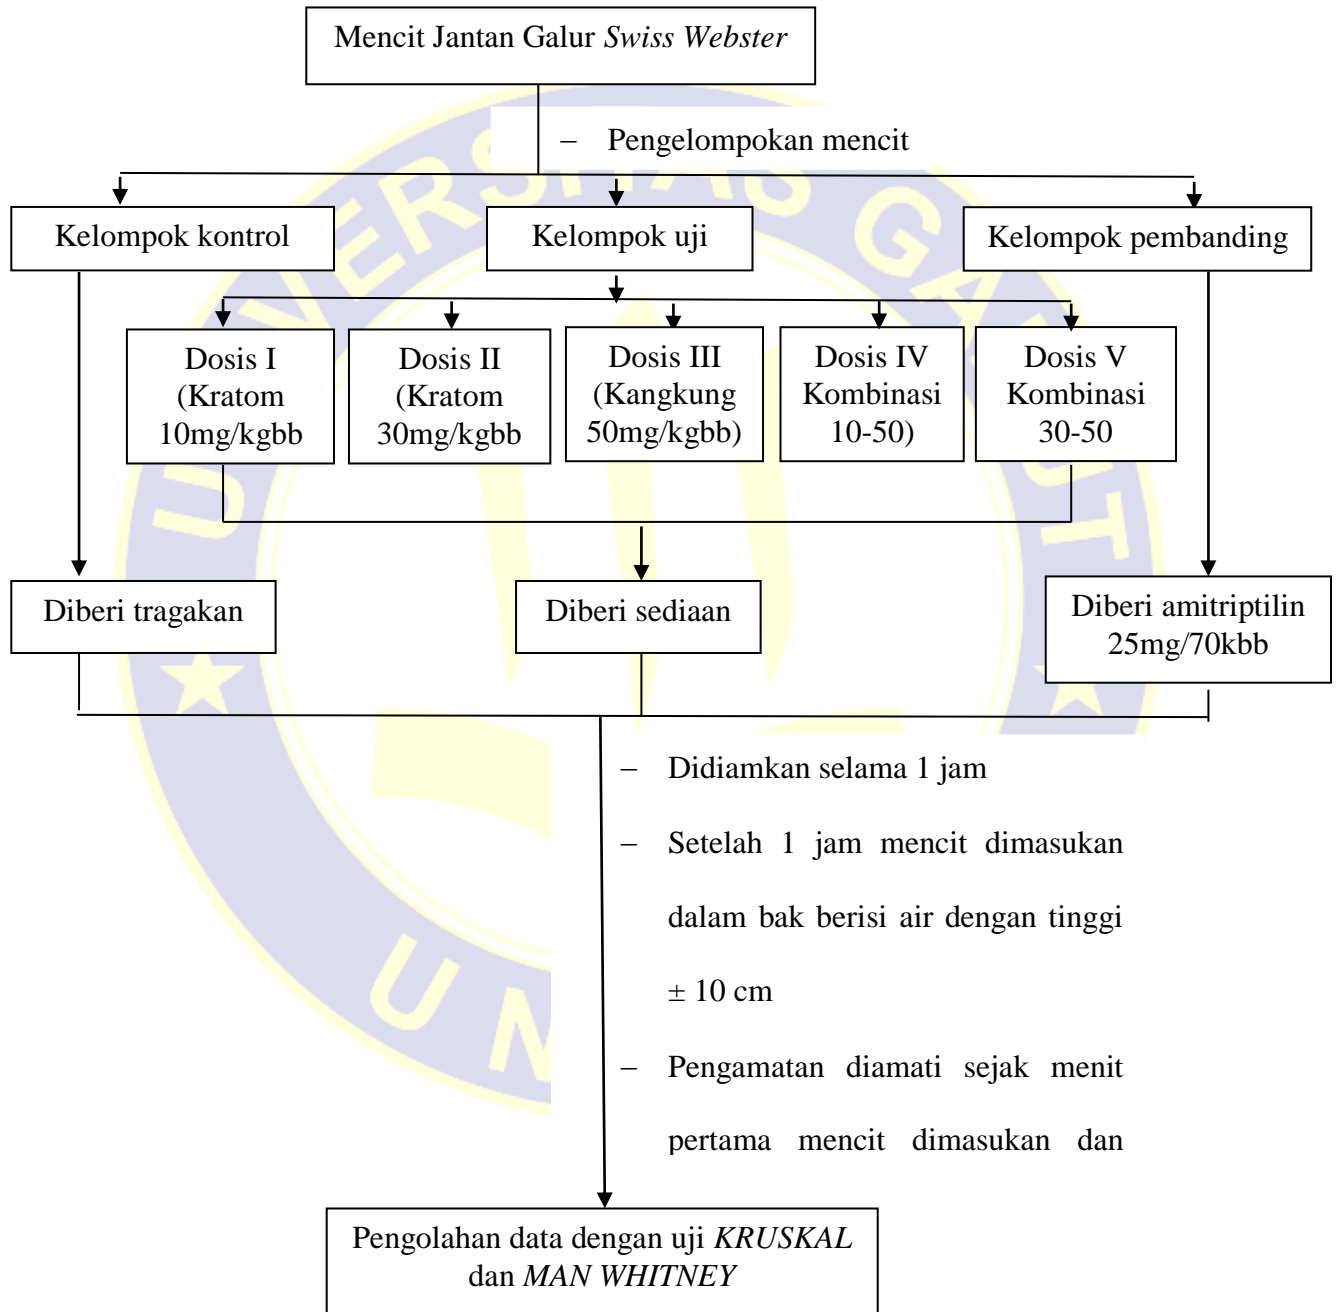 Mencit Jantan Galur Swiss Webster
– Pengelompokan mencit
Kelompok kontrol
Kelompok uji
Kelompok pembanding
Dosis I
(Kratom
10mg/kgbb
Dosis II
(Kratom
30mg/kgbb
Dosis III
(Kangkung
50mg/kgbb)
Dosis IV
Kombinasi
10-50)
Dosis V
Kombinasi
30-50
Diberi tragakan
Diberi sediaan
Diberi amitriptilin
25mg/70kbb
– Didiamkan selama 1 jam
– Setelah 1 jam mencit dimasukan
dalam bak berisi air dengan tinggi
± 10 cm
– Pengamatan diamati sejak menit
pertama mencit dimasukan dan
Pengolahan data dengan uji KRUSKAL
dan MAN WHITNEY